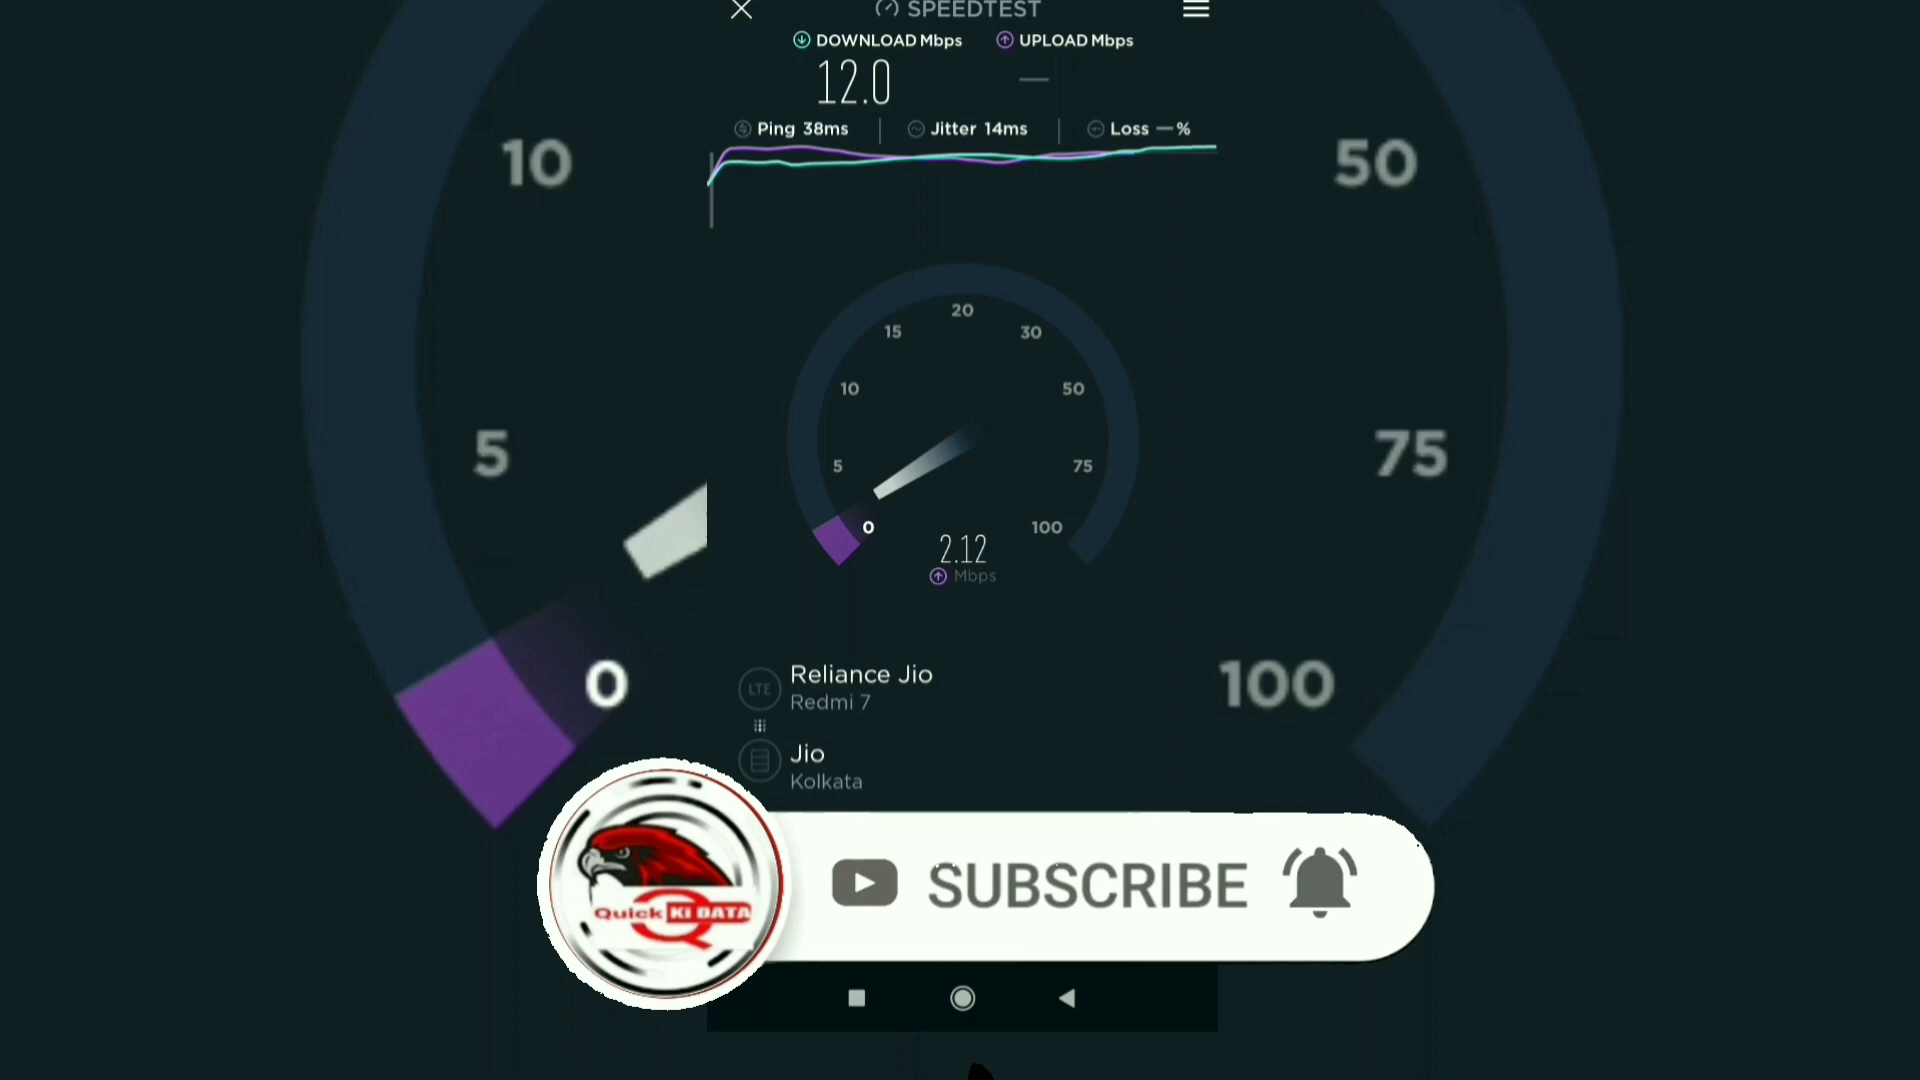 SPEEDTEST
DOWNLOAD Mbps UPLOAD Mbps
12.0 —
Ping 38ms Jitter 14ms Loss — %
10
50
5
75
0
100
20
15
30
10
50
5
75
0
100
2.12
Mbps
LTE
Reliance Jio
Redmi 7
Jio
Kolkata
Quick Ki DATA
SUBSCRIBE